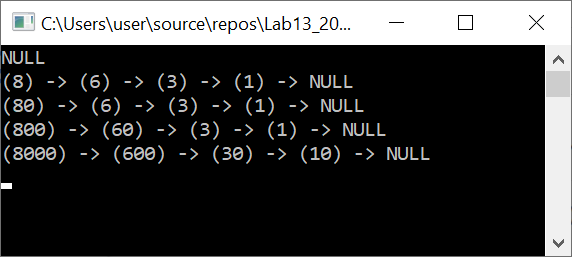 C:\Users\user\source\repos\Lab13_20...
NULL
(8) -> (6) -> (3) -> (1) -> NULL
(80) -> (6) -> (3) -> (1) -> NULL
(800) -> (60) -> (3) -> (1) -> NULL
(8000) -> (600) -> (30) -> (10) -> NULL